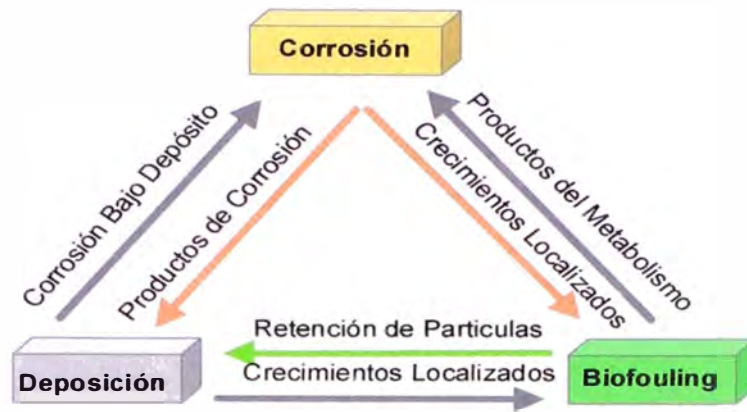 Corrosión
Corrosión Bajo Depósito
Productos de Corrosión
Crecimientos Localizados
Productos del Metabolismo
Retención de Particulas
Deposición
Crecimientos Localizados
Biofouling